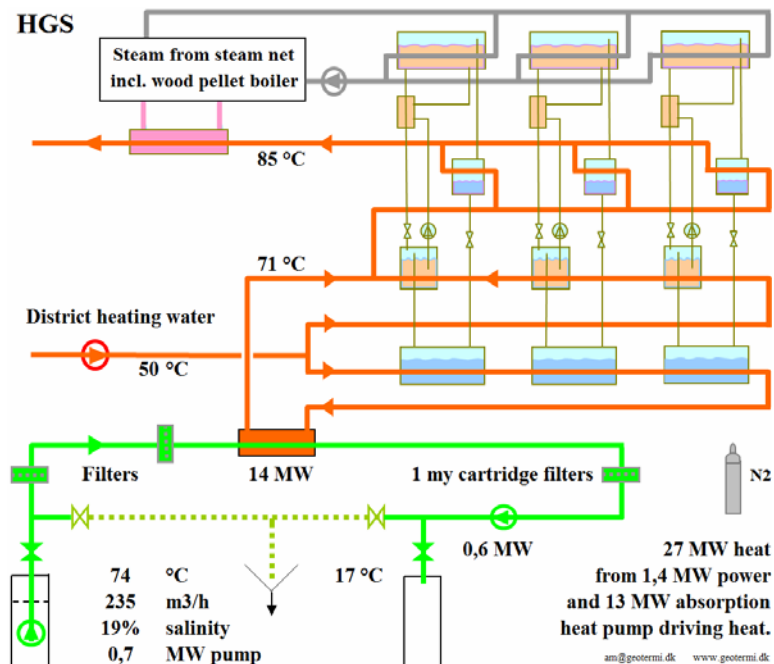 HGS
Steam from steam net
incl. wood pellet boiler
85 °C
71 °C
District heating water
50 °C
Filters
14 MW
1 my cartridge filters
N2
0,6 MW
74 °C
235 m3/h
19% salinity
0,7 MW pump
17 °C
27 MW heat
from 1,4 MW power
and 13 MW absorption
heat pump driving heat.
am@geotermi.dk www.geotermi.dk